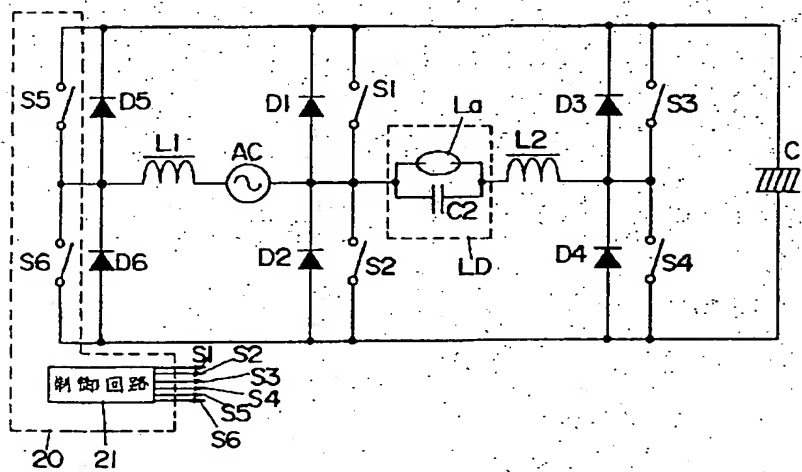 S5
D5
D1
S1
La
D3
S3
L1
AC
L2
C
C2
S6
D6
D2
S2
LD
D4
S4
S1
S2
制御回路
S3
S4
S5
S6
20
21